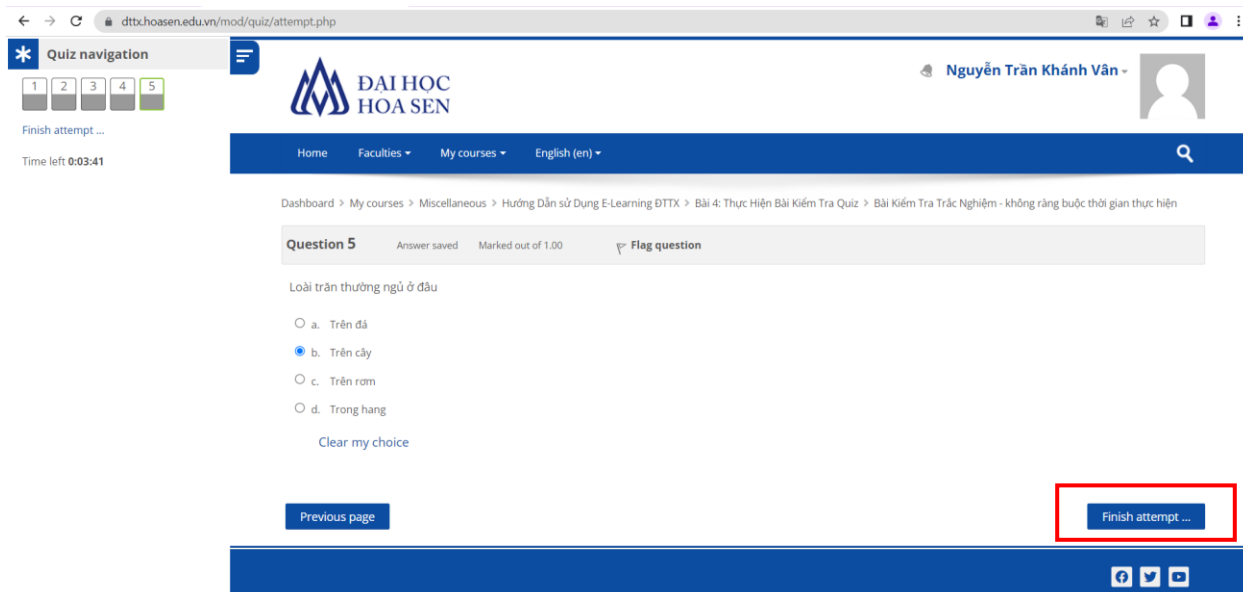 dttx.hoasen.edu.vn/mod/quiz/attempt.php
Quiz navigation
1 2 3 4 5
Finish attempt ...
Time left 0:03:41
ĐẠI HỌC
HOA SEN
Nguyễn Trần Khánh Vân
Home Faculties My courses English (en)
Dashboard > My courses > Miscellaneous > Hướng Dẫn sử Dụng E-Learning ĐTTX > Bài 4: Thực Hiện Bài Kiểm Tra Quiz > Bài Kiểm Tra Trắc Nghiệm - không ràng buộc thời gian thực hiện
Question 5 Answer saved Marked out of 1.00 Flag question
Loài trăn thường ngủ ở đâu
a. Trên đá
b. Trên cây
c. Trên rơm
d. Trong hang
Clear my choice
Previous page
Finish attempt ...